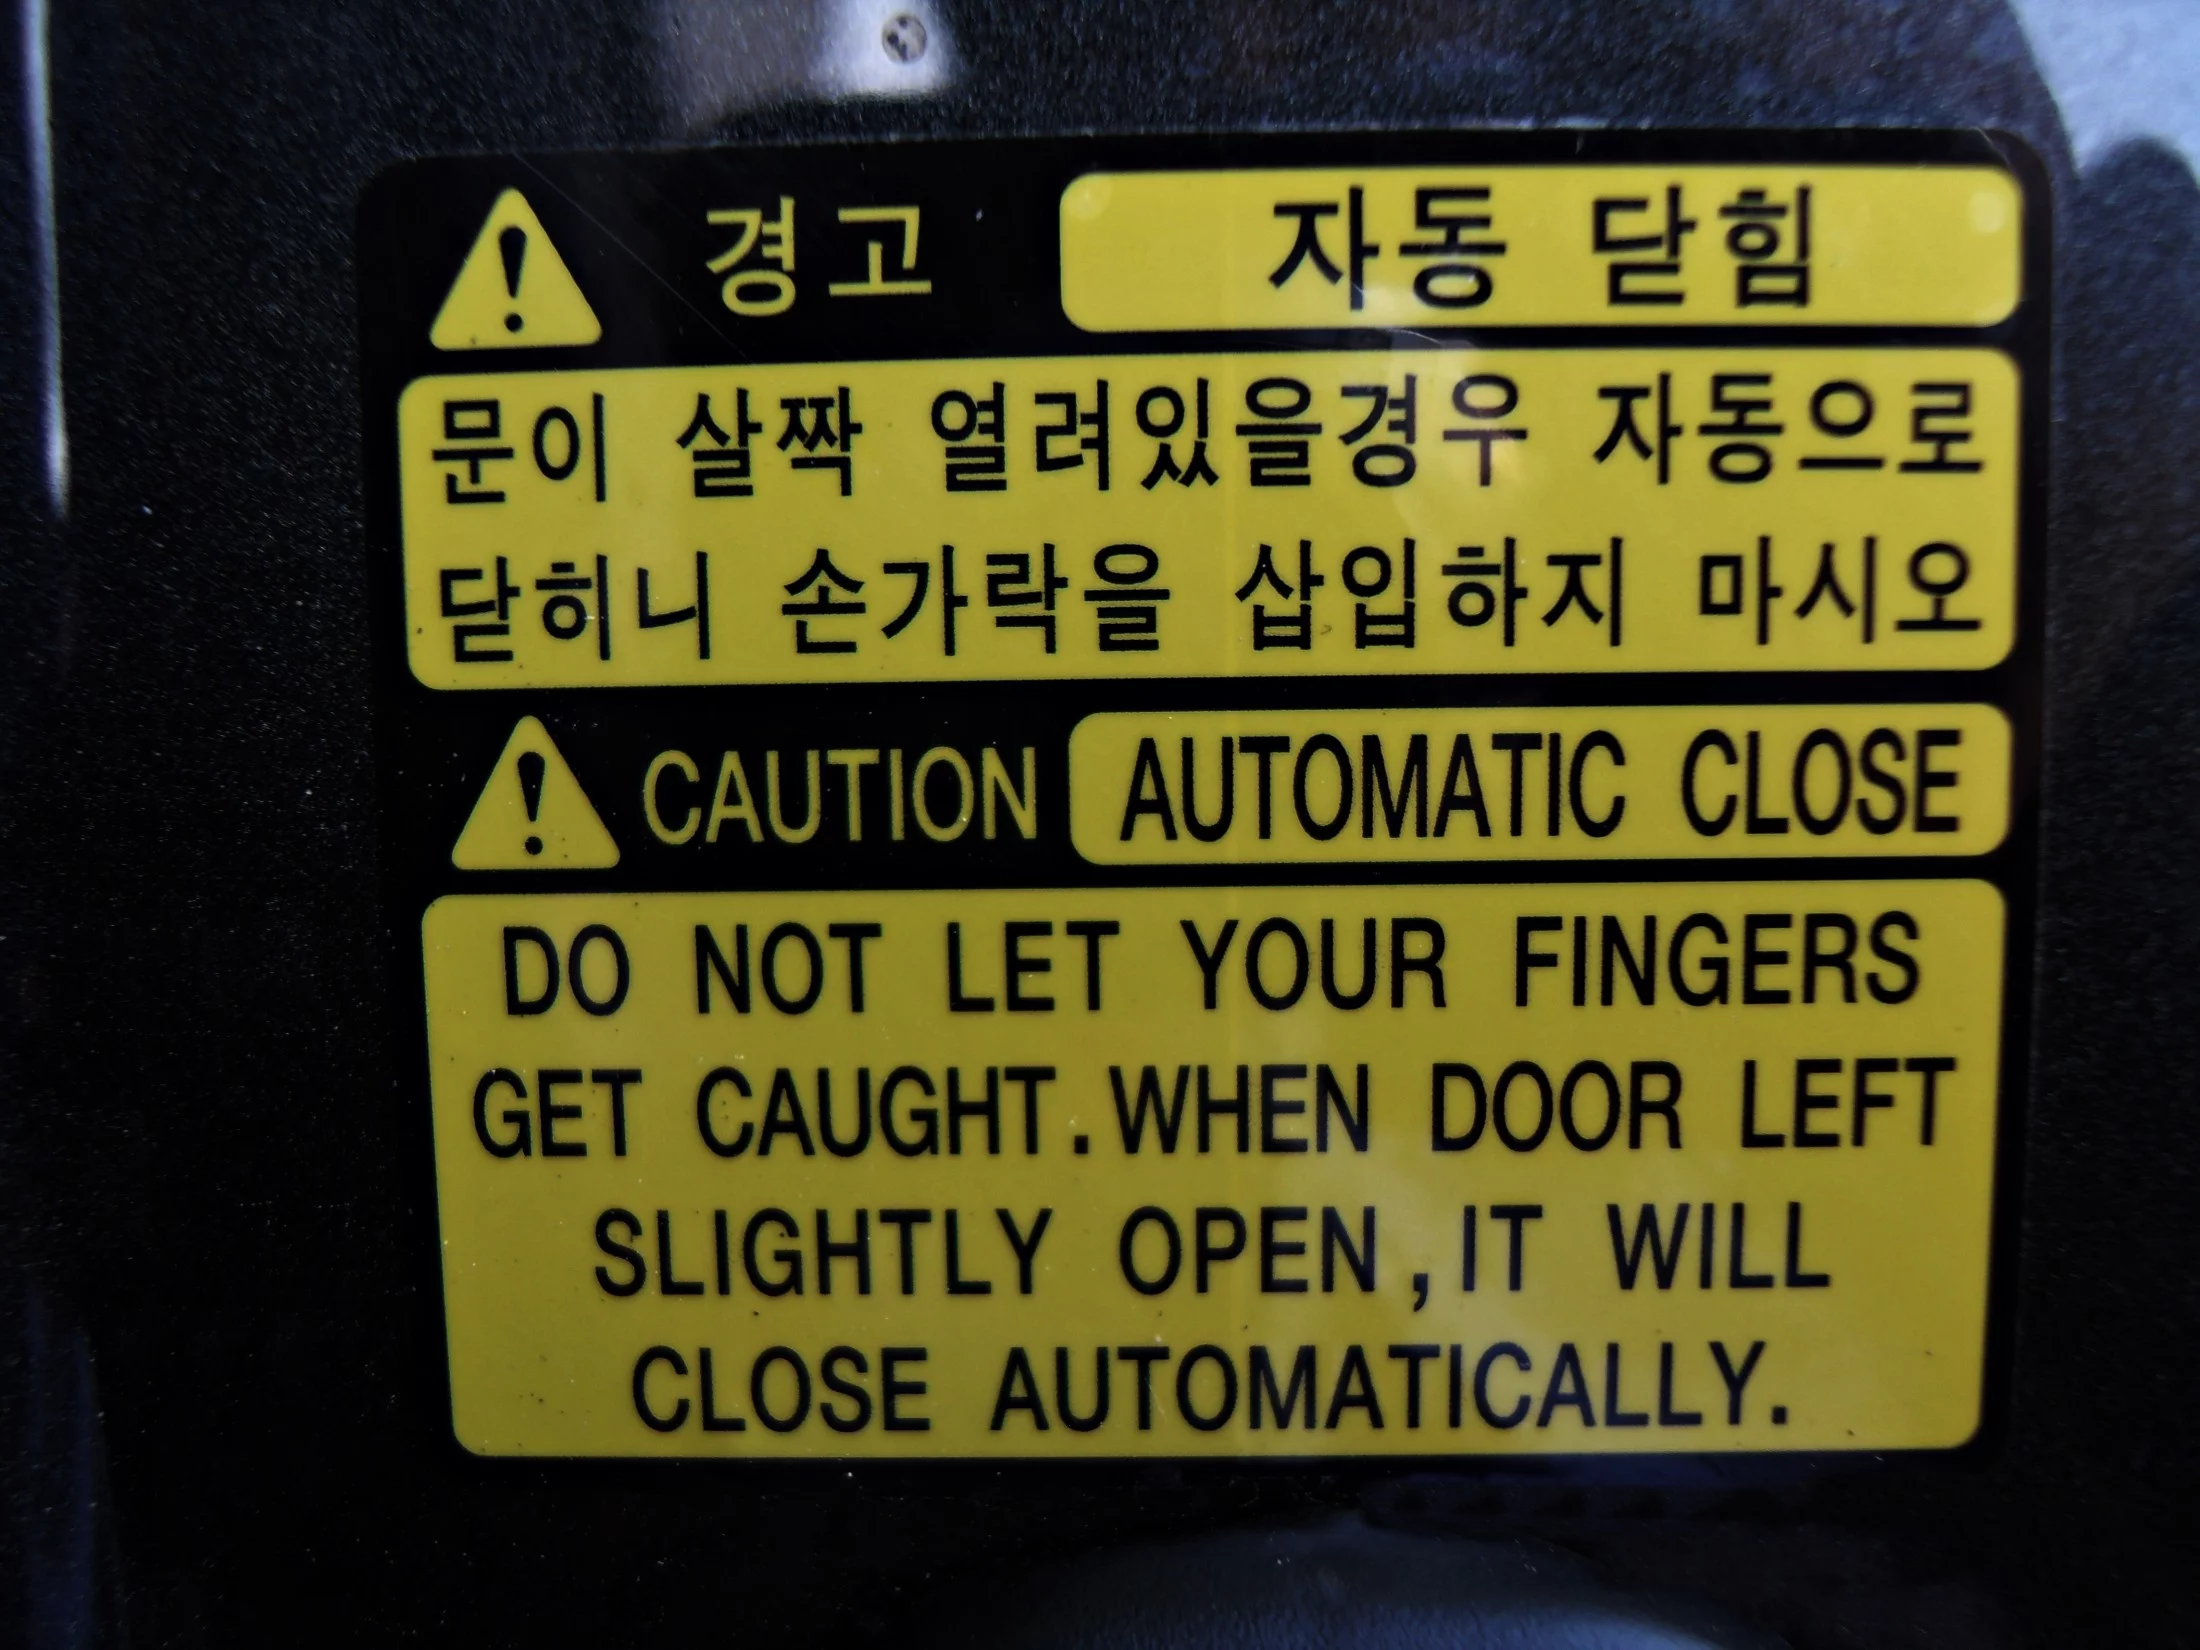 경고 자동 닫힘
문이 살짝 열려있을경우 자동으로
닫히니 손가락을 삽입하지 마시오
CAUTION AUTOMATIC CLOSE
DO NOT LET YOUR FINGERS
GET CAUGHT.WHEN DOOR LEFT
SLIGHTLY OPEN,IT WILL
CLOSE AUTOMATICALLY.